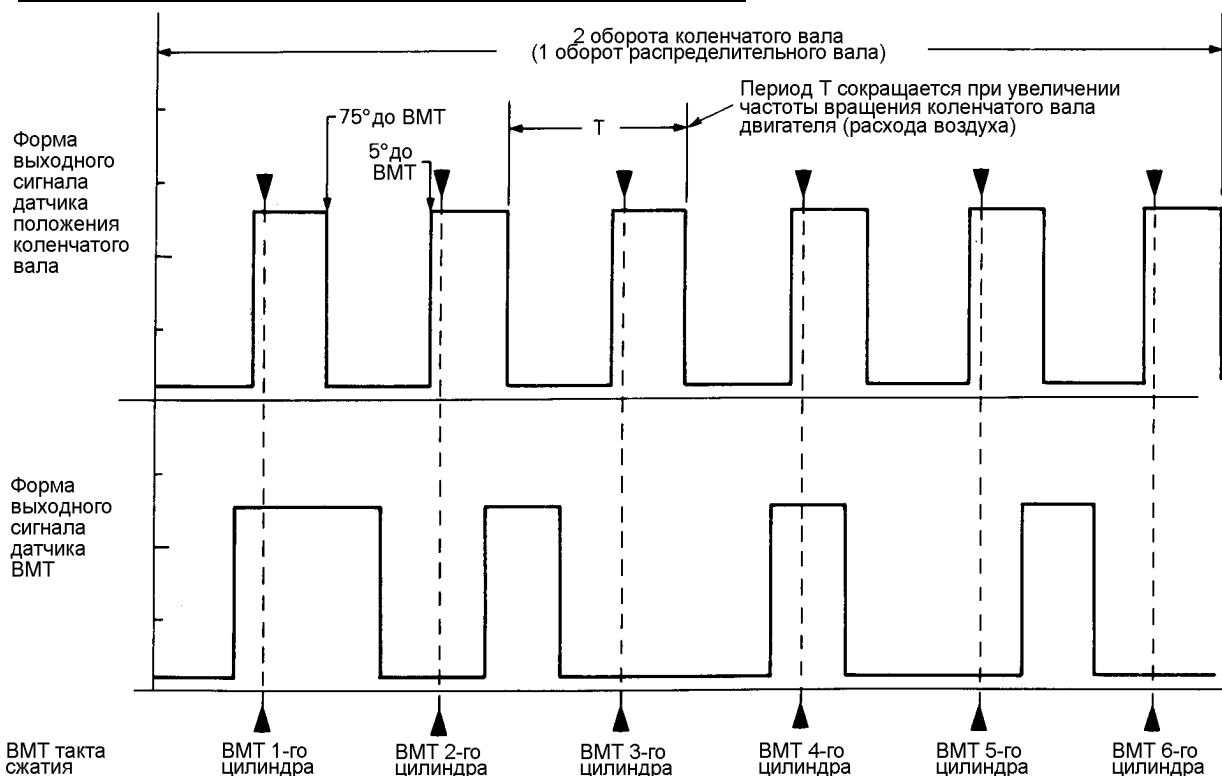 2 оборота коленчатого вала
(1 оборот распределительного вала)
Период Т сокращается при увеличении
частоты вращения коленчатого вала
двигателя (расхода воздуха)
75° до ВМТ
Т
5° до
ВМТ
Форма
выходного
сигнала
датчика
положения
коленчатого
вала
Форма
выходного
сигнала
датчика
ВМТ
ВМТ такта
сжатия
ВМТ 1-го
цилиндра
ВМТ 2-го
цилиндра
ВМТ 3-го
цилиндра
ВМТ 4-го
цилиндра
ВМТ 5-го
цилиндра
ВМТ 6-го
цилиндра